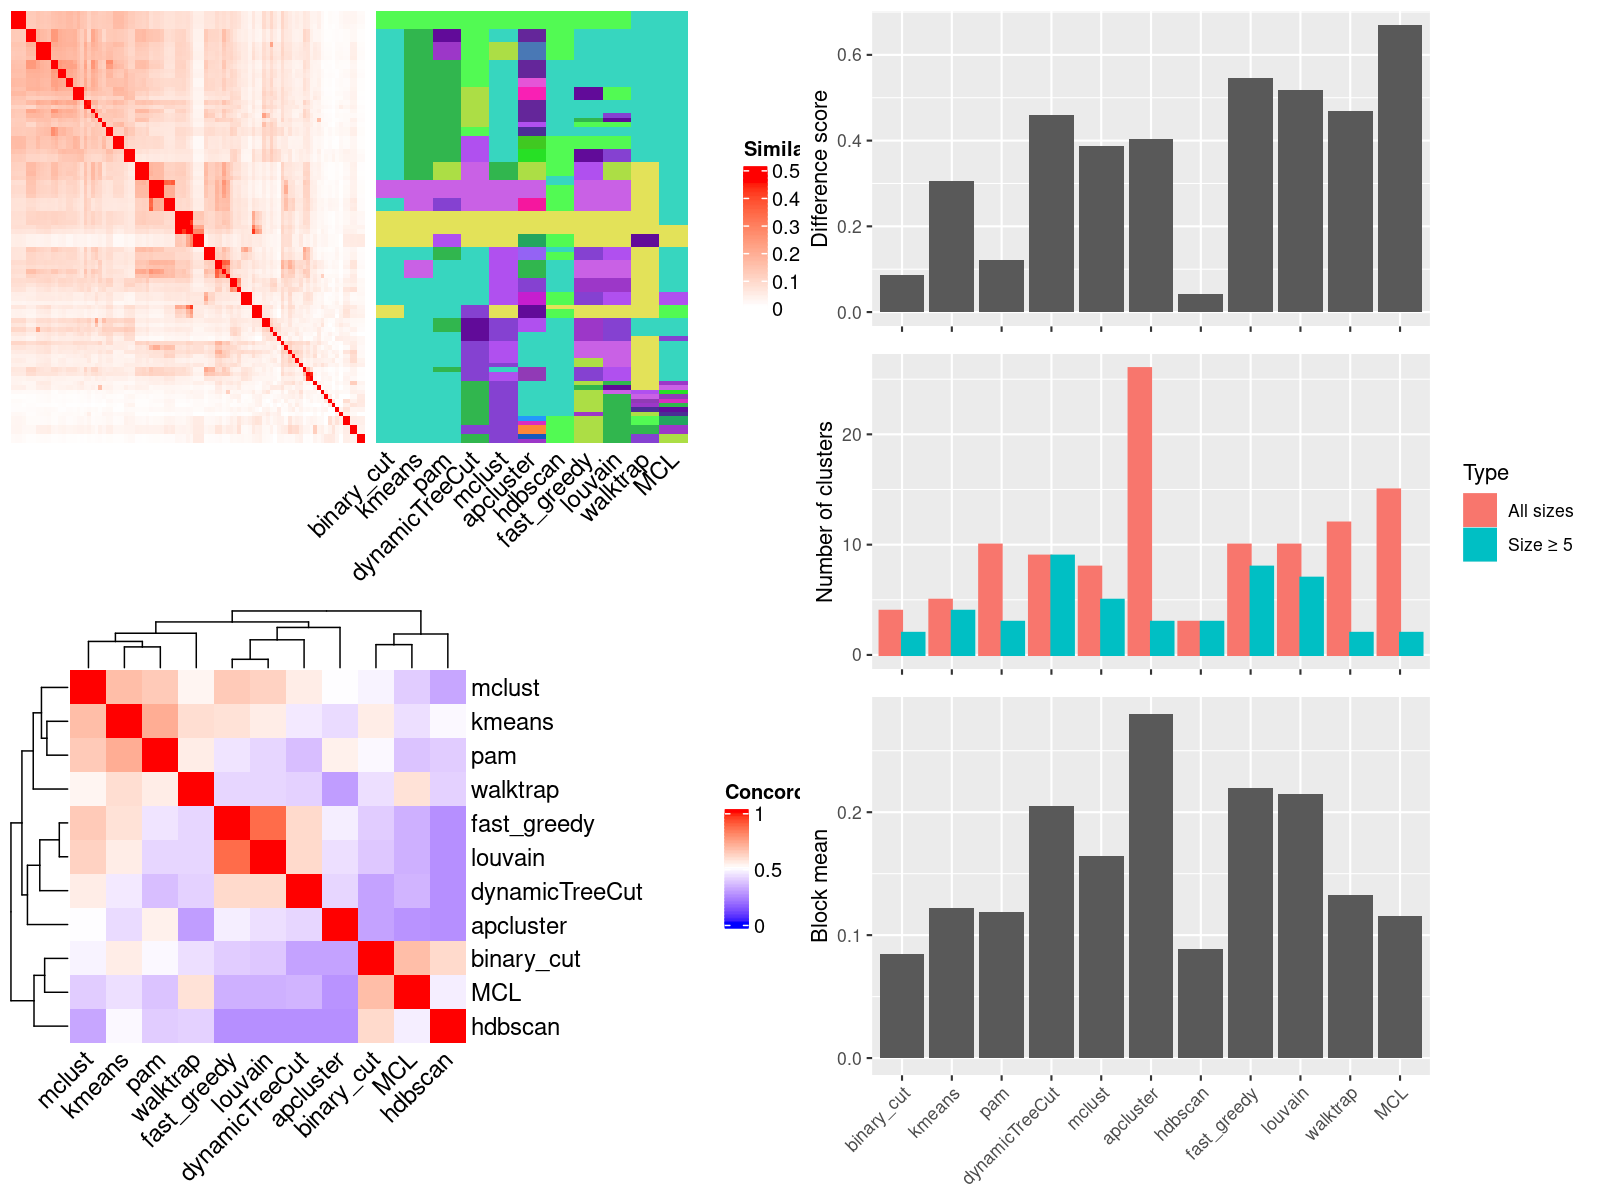 Simila
0.5
0.4
0.3
0.2
0.1
0
binary_cut
kmeans
pam
dynamicTreeCut
mclust
apcluster
hdbscan
fast_greedy
louvain
walktrap
MCL
Difference score
0.6
0.4
0.2
0.0
Number of clusters
20
10
0
Type
All sizes
Size ≥ 5
mclust
kmeans
pam
walktrap
fast_greedy
louvain
dynamicTreeCut
apcluster
binary_cut
MCL
hdbscan
mclust
kmeans
pam
walktrap
fast_greedy
louvain
dynamicTreeCut
apcluster
binary_cut
MCL
hdbscan
Concord
1
0.5
0
Block mean
0.2
0.1
0.0
binary_cut
kmeans
pam
dynamicTreeCut
mclust
apcluster
hdbscan
fast_greedy
louvain
walktrap
MCL